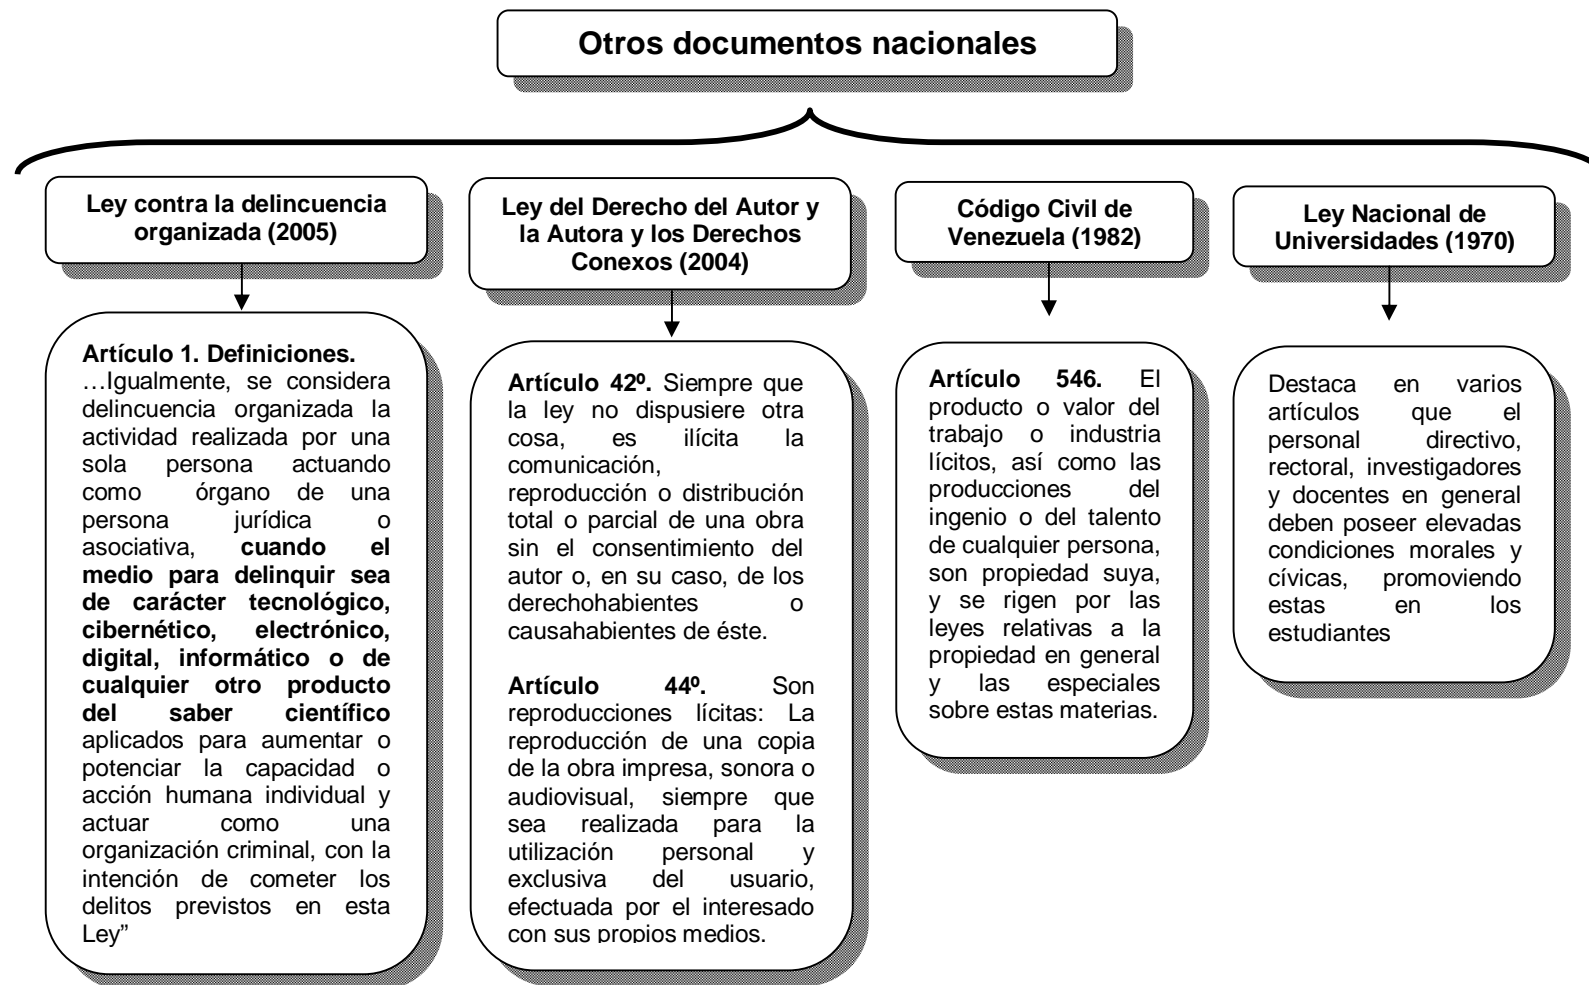 Otros documentos nacionales
Ley contra la delincuencia
organizada (2005)
Artículo 1. Definiciones.
…Igualmente, se considera
delincuencia organizada la
actividad realizada por una
sola persona actuando
como órgano de una
persona jurídica o
asociativa, cuando el
medio para delinquir sea
de carácter tecnológico,
cibernético, electrónico,
digital, informático o de
cualquier otro producto
del saber científico
aplicados para aumentar o
potenciar la capacidad o
acción humana individual y
actuar como una
organización criminal, con la
intención de cometer los
delitos previstos en esta
Ley”
Ley del Derecho del Autor y
la Autora y los Derechos
Conexos (2004)
Artículo 42º. Siempre que
la ley no dispusiere otra
cosa, es ilícita la
comunicación,
reproducción o distribución
total o parcial de una obra
sin el consentimiento del
autor o, en su caso, de los
derechohabientes o
causahabientes de éste.
Artículo 44º. Son
reproducciones lícitas: La
reproducción de una copia
de la obra impresa, sonora o
audiovisual, siempre que
sea realizada para la
utilización personal y
exclusiva del usuario,
efectuada por el interesado
con sus propios medios.
Código Civil de
Venezuela (1982)
Artículo 546. El
producto o valor del
trabajo o industria
lícitos, así como las
producciones del
ingenio o del talento
de cualquier persona,
son propiedad suya,
y se rigen por las
leyes relativas a la
propiedad en general
y las especiales
sobre estas materias.
Ley Nacional de
Universidades (1970)
Destaca en varios
artículos que el
personal directivo,
rectoral, investigadores
y docentes en general
deben poseer elevadas
condiciones morales y
cívicas, promoviendo
estas en los
estudiantes